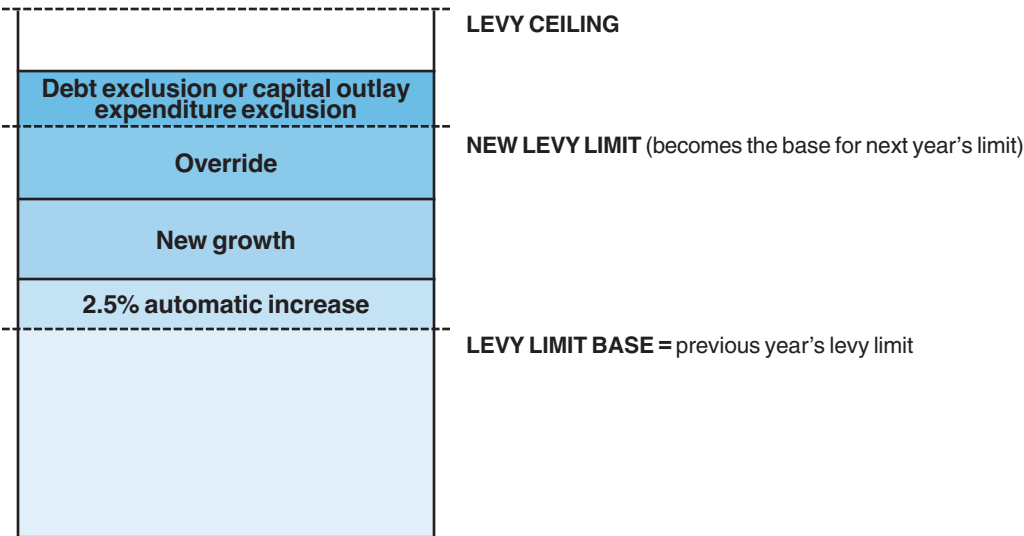 LEVY CEILING
Debt exclusion or capital outlay
expenditure exclusion
NEW LEVY LIMIT (becomes the base for next year’s limit)
Override
New growth
2.5% automatic increase
LEVY LIMIT BASE = previous year’s levy limit